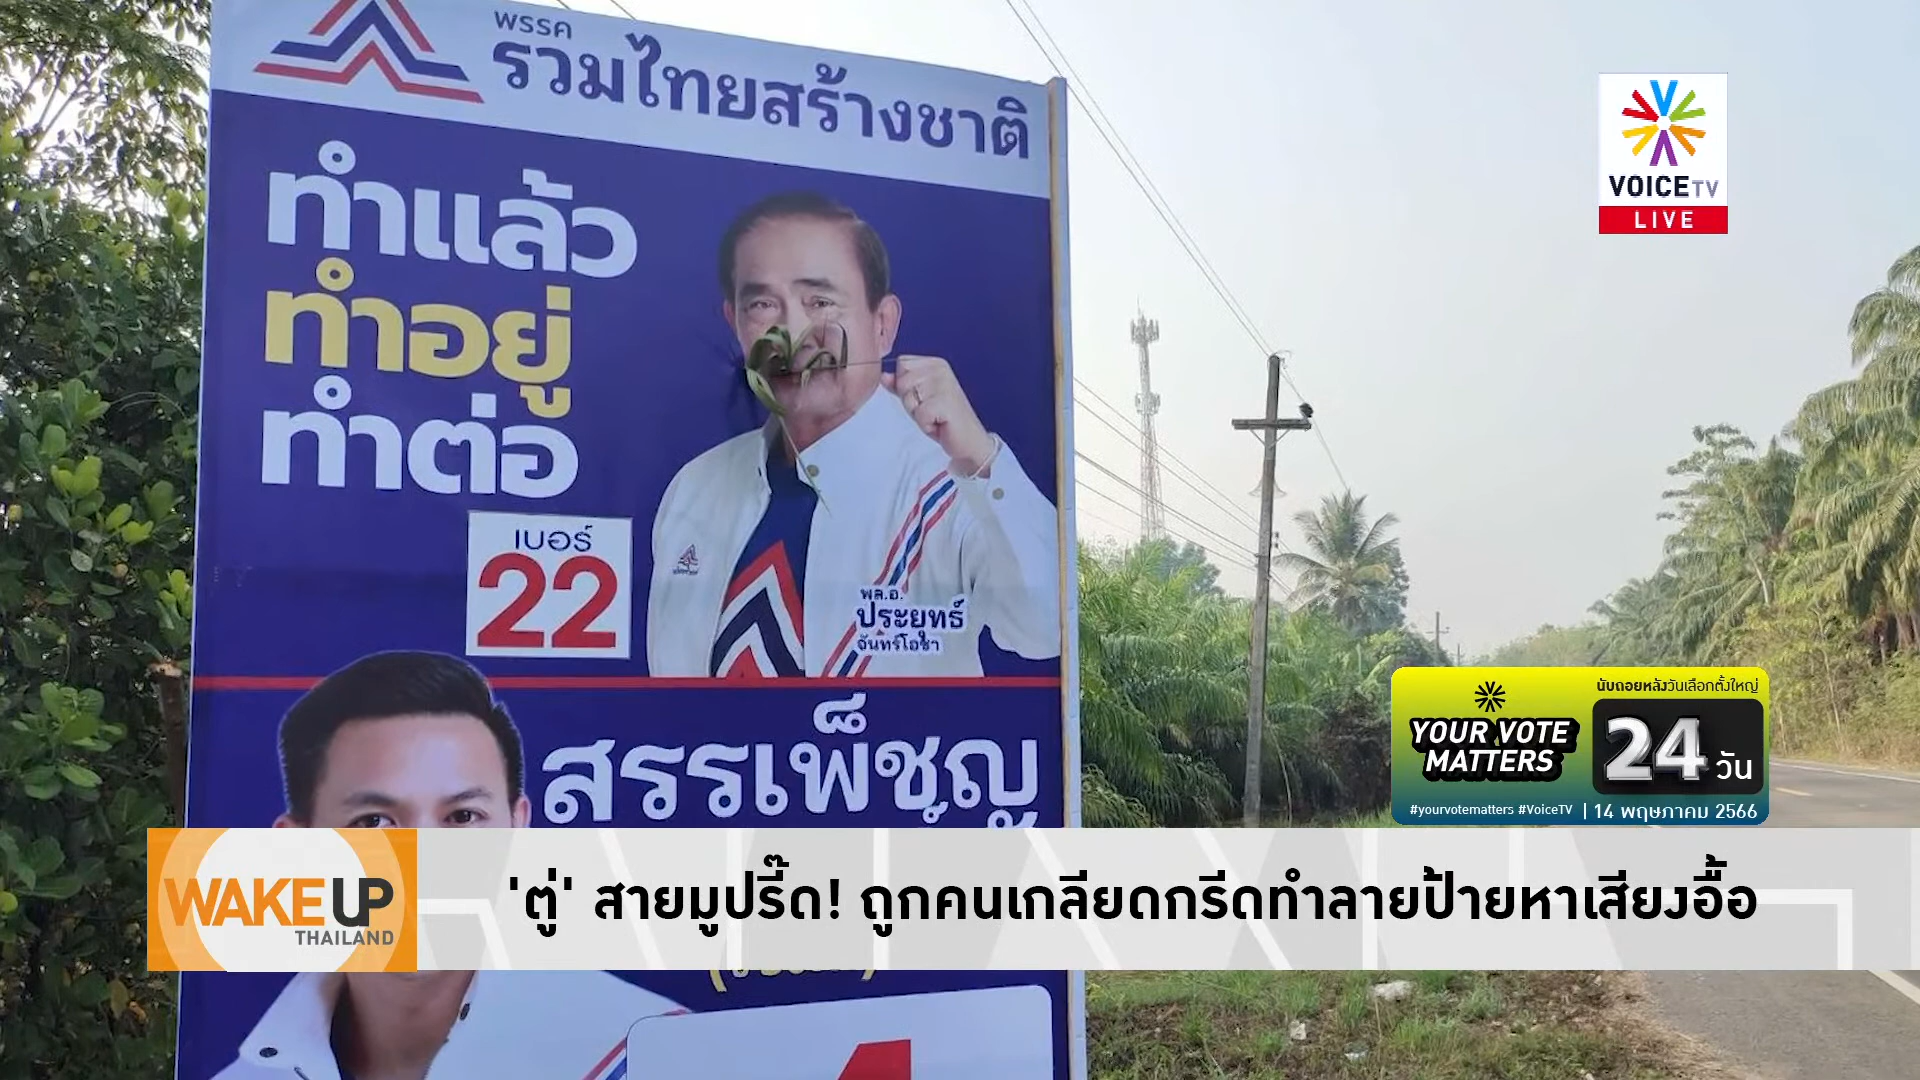 พรรค
รวมไทยสร้างชาติ
ทำแล้ว
ทำอยู่
ทำต่อ
เบอร์
22
พล.อ.
ประยุทธ์
จันทร์โอชา
สรรเพ็ชญ
VOICE TV
LIVE
นับถอยหลังวันเลือกตั้งใหญ่
YOUR VOTE
MATTERS
24 วัน
#yourvotematters #VoiceTV | 14 พฤษภาคม 2566
WAKE UP
THAILAND
'ตู่' สายมูปรี๊ด! ถูกคนเกลียดกรีดทำลายป้ายหาเสียงอื้อ